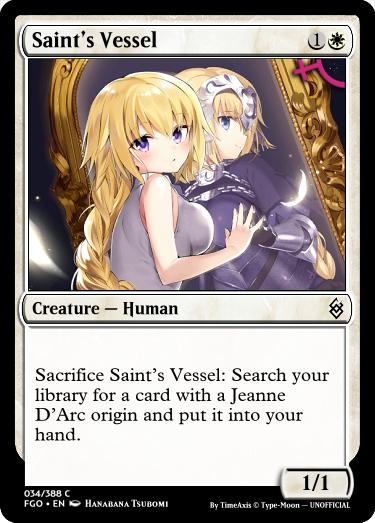 Saint's Vessel 1
Creature — Human
Sacrifice Saint's Vessel: Search your
library for a card with a Jeanne
D'Arc origin and put it into your
hand.
1/1
034/388 C
FGO • EN Hanabana Tsubomi
By TimeAxis © Type-Moon — UNOFFICIAL